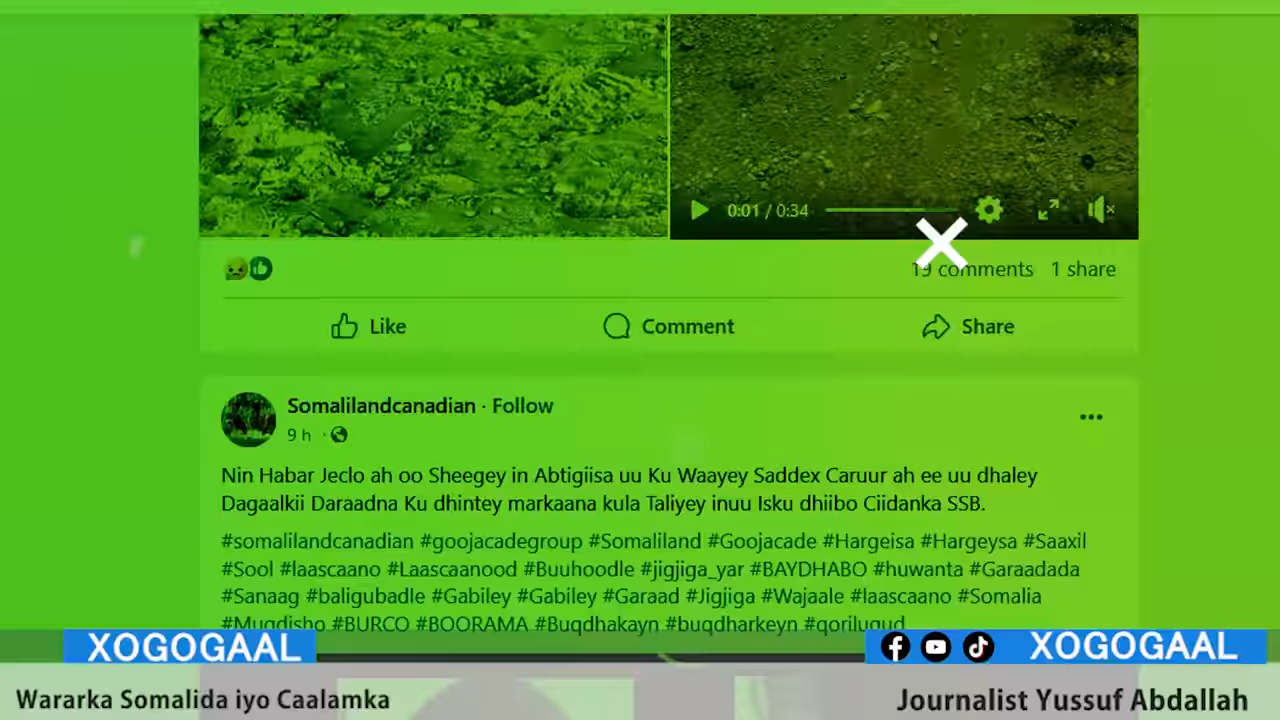 0:01 / 0:34
19 comments 1 share
Like Comment Share
Somalilandcanadian · Follow
9 h ·
Nin Habar Jeclo ah oo Sheegey in Abtigiisa uu Ku Waayey Saddex Caruur ah ee uu dhaley
Dagaalkii Daraadna Ku dhintey markaana kula Taliyey inuu Isku dhiibo Ciidanka SSB.
#somalilandcanadian #goojacadegroup #Somaliland #Goojacade #Hargeisa #Hargeysa #Saaxil
#Sool #laascaano #Laascaanood #Buuhoodle #jigjiga_yar #BAYDHABO #huwanta #Garaadada
#Sanaag #baligubadle #Gabiley #Gabiley #Garaad #Jigjiga #Wajaale #laascaano #Somalia
#Muqdisho #BURCO #BOORAMA #Buqdhakayn #buqdharkeyn #qorilugud
XOGOGAAL XOGOGAAL
Wararka Somalida iyo Caalamka Journalist Yussuf Abdallah